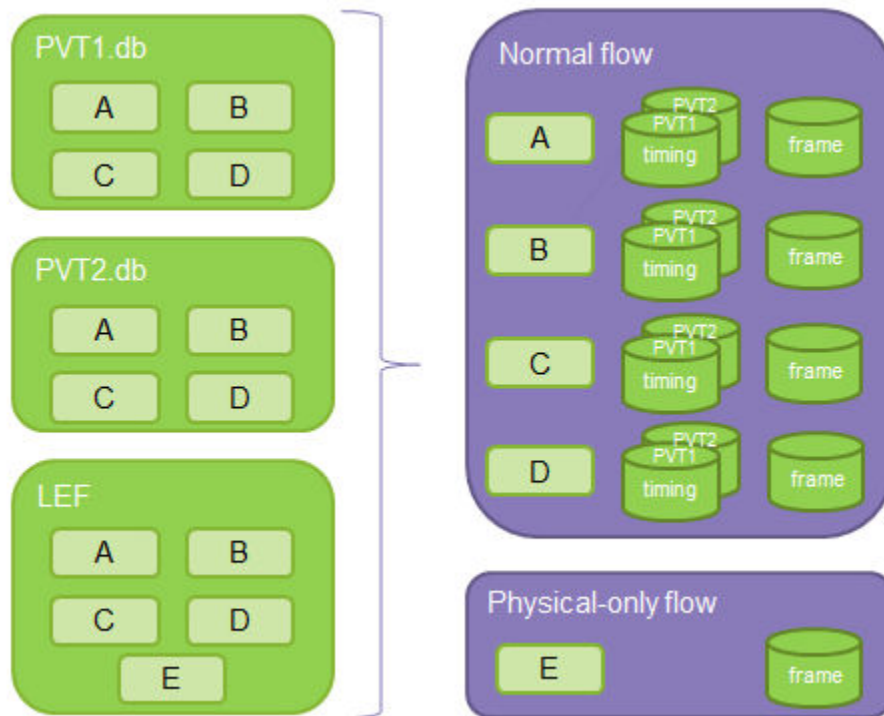 PVT1.db
A B
C D
PVT2.db
A B
C D
LEF
A B
C D
E
Normal flow
A PVT2 PVT1 timing frame
B PVT2 PVT1 timing frame
C PVT2 PVT1 timing frame
D PVT2 PVT1 timing frame
Physical-only flow
E frame